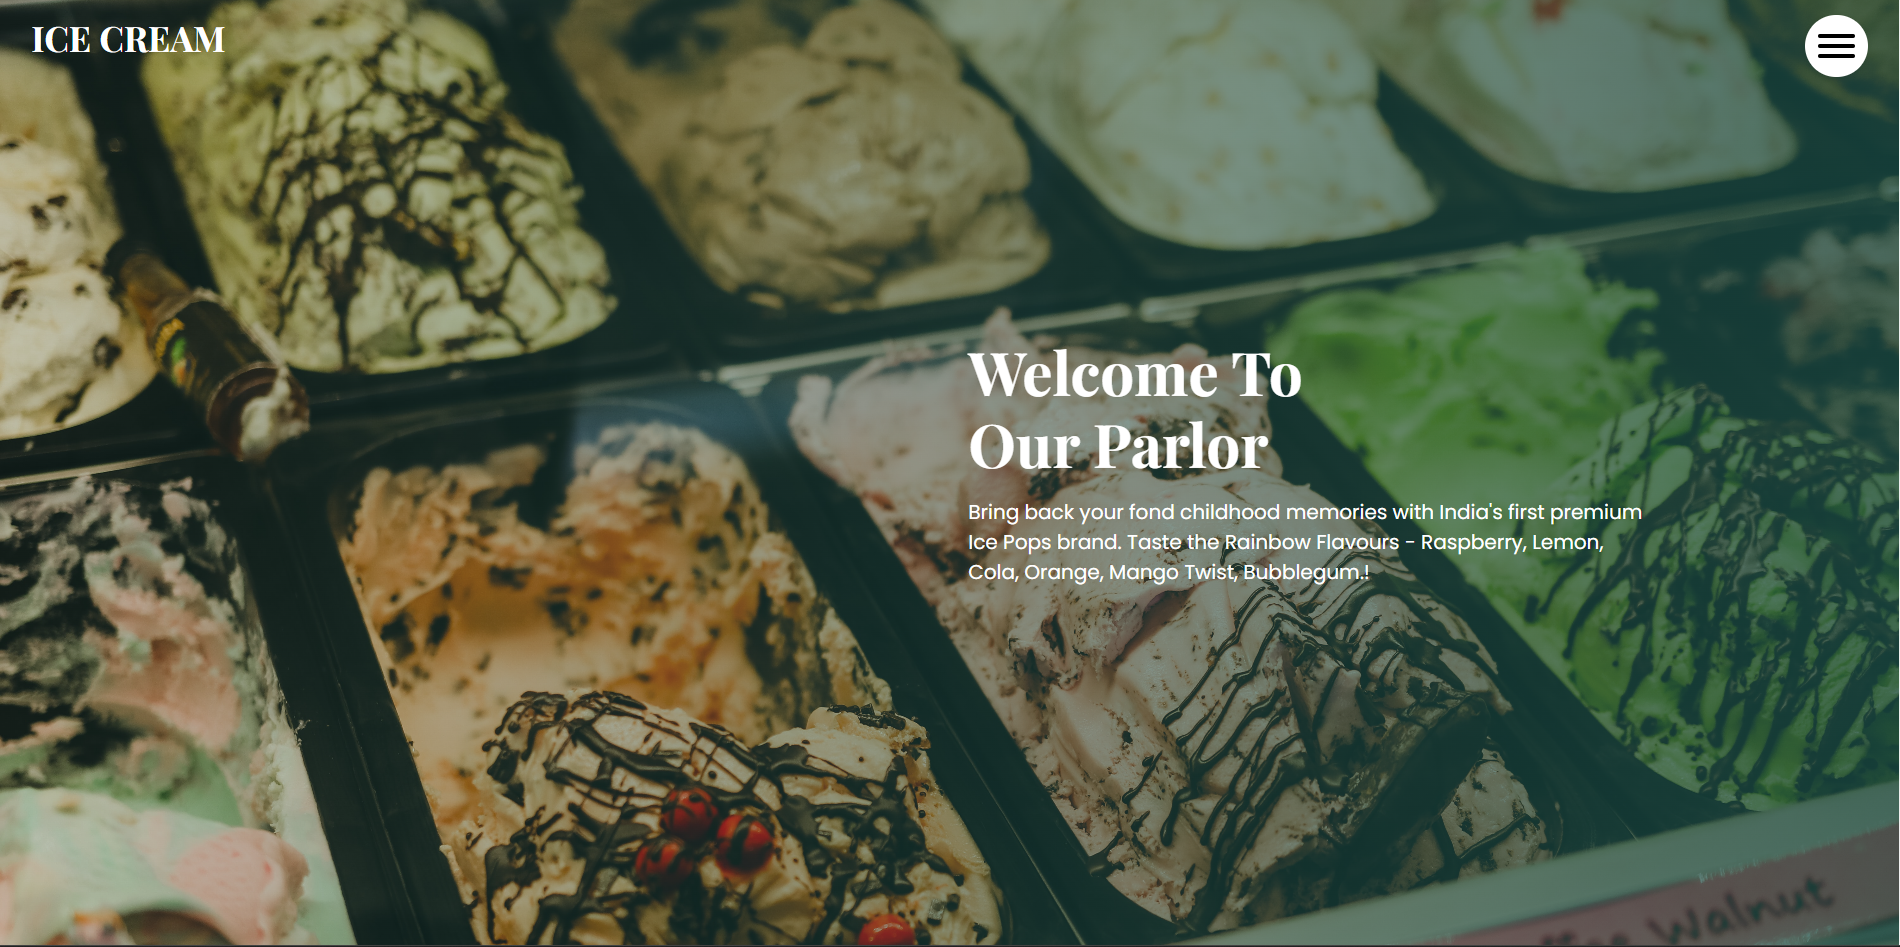 ICE CREAM
Welcome To
Our Parlor
Bring back your fond childhood memories with India's first premium
Ice Pops brand. Taste the Rainbow Flavours - Raspberry, Lemon,
Cola, Orange, Mango Twist, Bubblegum.!
Walnut